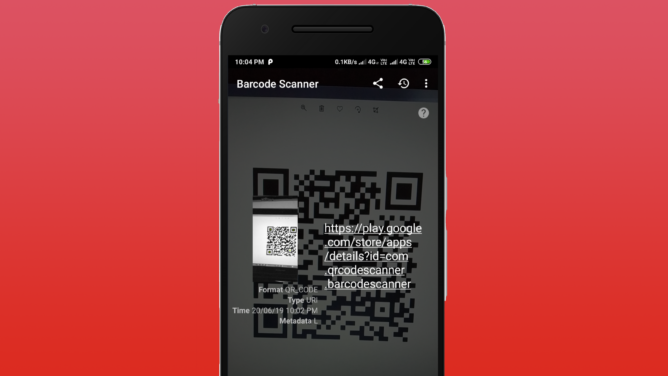 10:04 PM
0.1KB/s 4G 4G
Barcode Scanner
https://play.google
.com/store/apps
/details?id=com
.qrcodescanner
.barcodescanner
Format QR_CODE
Type URI
Time 20/06/19 10:02 PM
Metadata L